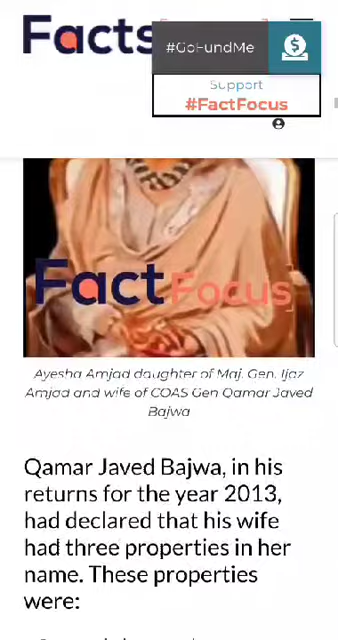 Facts
#GoFundMe
Support
#FactFocus
FactFocus
Ayesha Amjad daughter of Maj. Gen. Ijaz
Amjad and wife of COAS Gen Qamar Javed
Bajwa
Qamar Javed Bajwa, in his
returns for the year 2013,
had declared that his wife
had three properties in her
name. These properties
were: